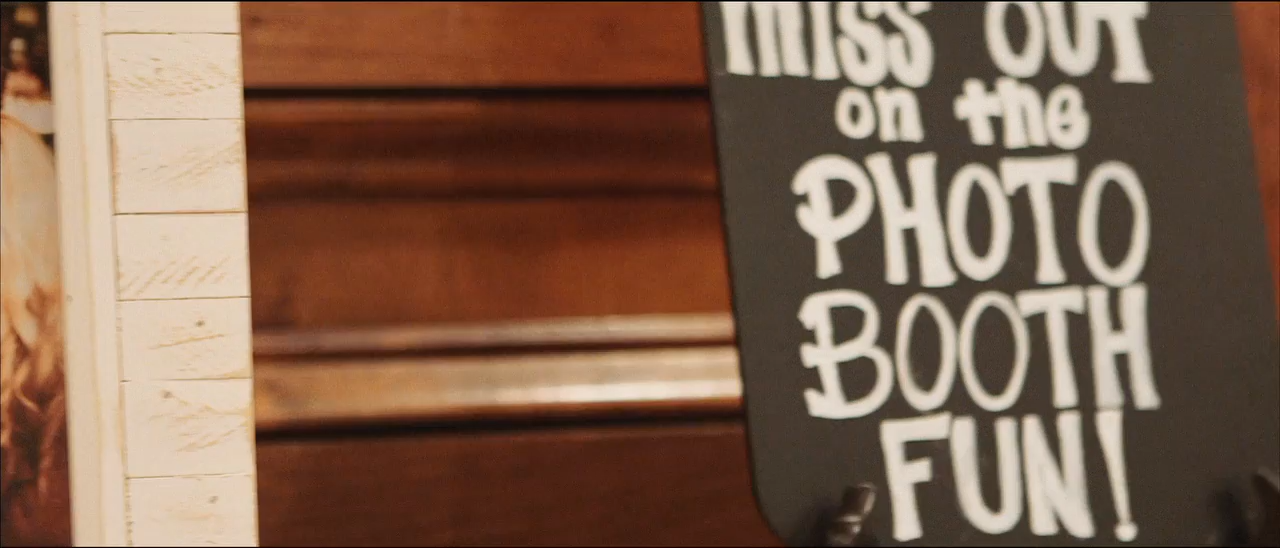 MISS OUT
on the
PHOTO
BOOTH
FUN!